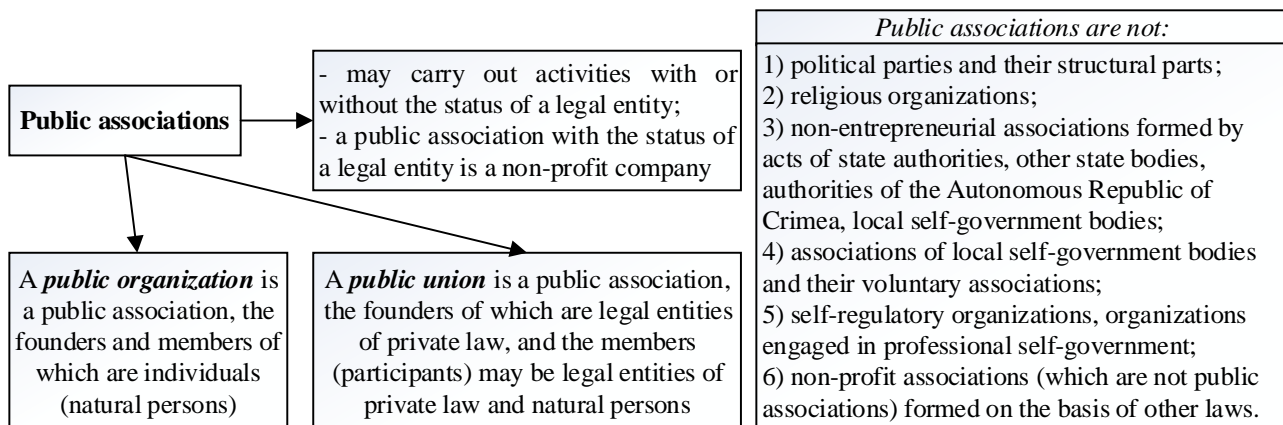 Public associations
- may carry out activities with or
without the status of a legal entity;
- a public association with the status of
a legal entity is a non-profit company
A public organization is
a public association, the
founders and members of
which are individuals
(natural persons)
A public union is a public association,
the founders of which are legal entities
of private law, and the members
(participants) may be legal entities of
private law and natural persons
Public associations are not:
1) political parties and their structural parts;
2) religious organizations;
3) non-entrepreneurial associations formed by
acts of state authorities, other state bodies,
authorities of the Autonomous Republic of
Crimea, local self-government bodies;
4) associations of local self-government bodies
and their voluntary associations;
5) self-regulatory organizations, organizations
engaged in professional self-government;
6) non-profit associations (which are not public
associations) formed on the basis of other laws.